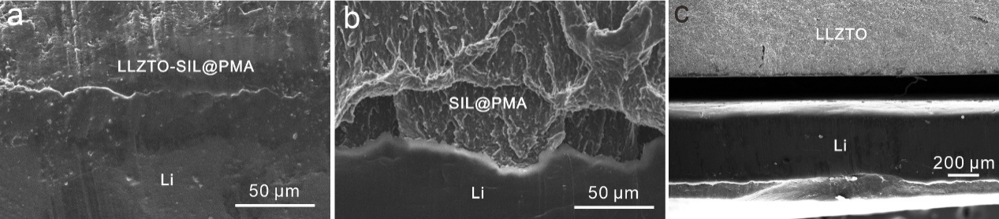 a
LLZTO-SIL@PMA
Li
50 µm
b
SIL@PMA
Li
50 µm
c
LLZTO
Li
200 µm